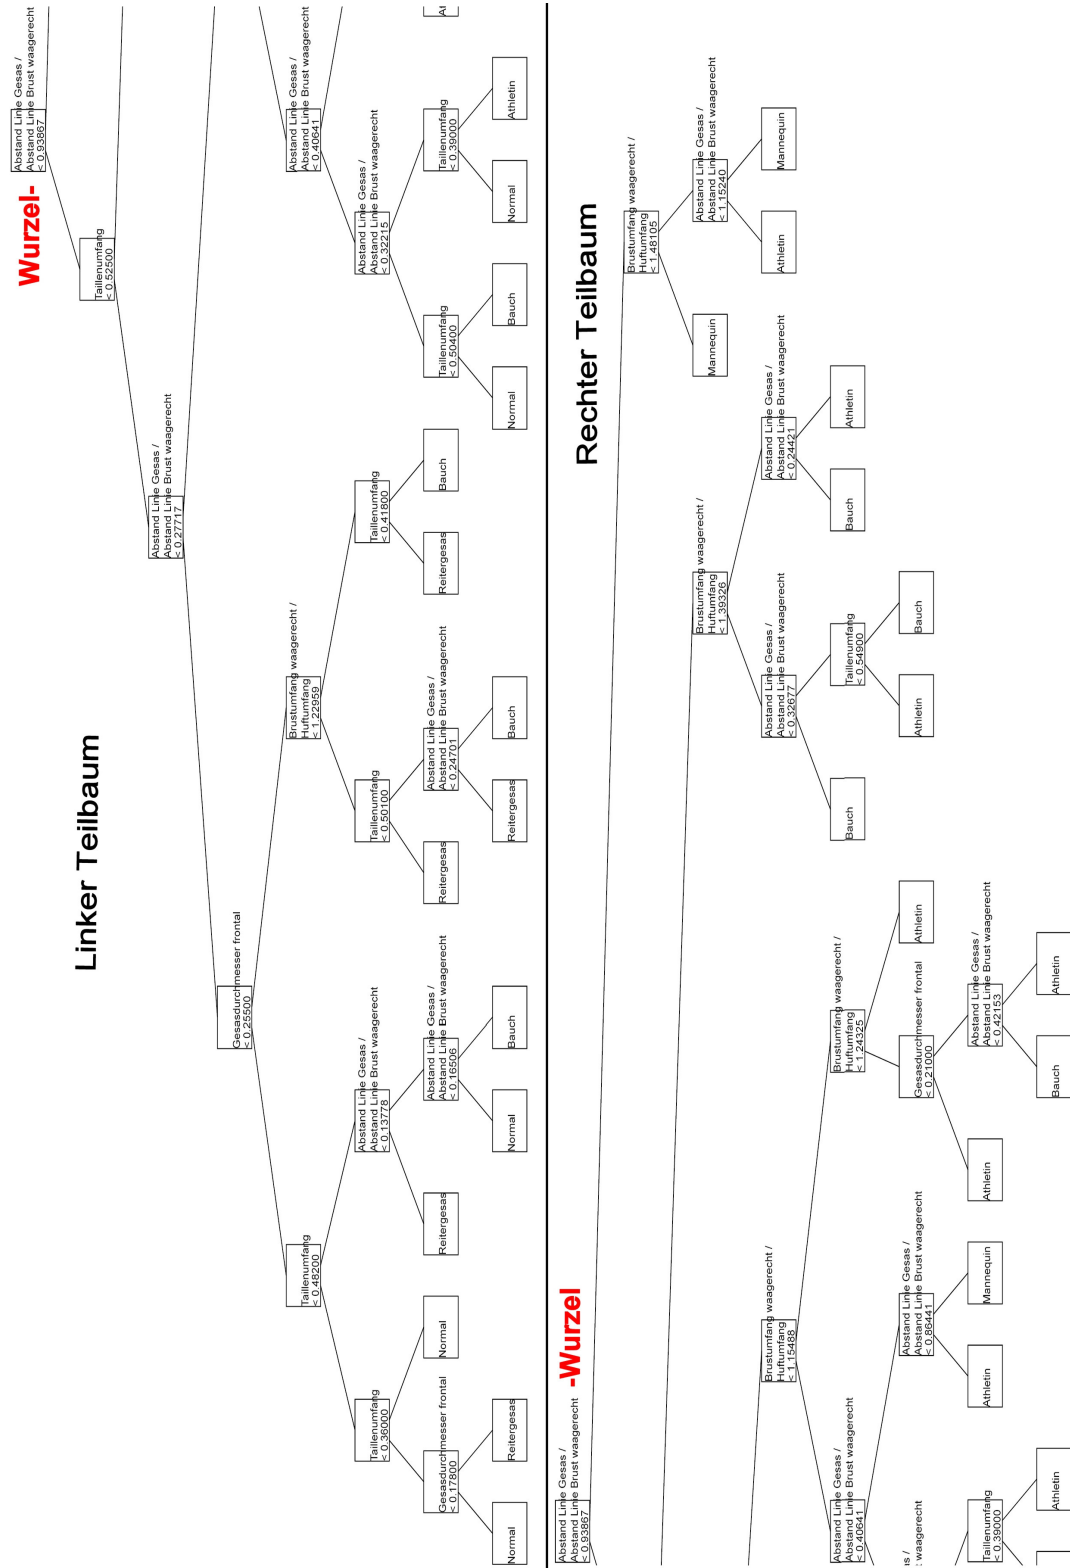 Linker Teilbaum
Wurzel-
Abstand Linie Gesas /
Abstand Linie Brust waagerecht
< 0.93867
Taillenumfang
< 0.52500
Abstand Linie Gesas /
Abstand Linie Brust waagerecht
< 0.27717
Gesasdurchmesser frontal
< 0.25500
Taillenumfang
< 0.48200
Brustumfang waagerecht /
Huftumfang
< 1.22959
Abstand Linie Gesas /
Abstand Linie Brust waagerecht
< 0.40641
Taillenumfang
< 0.36000
Normal
Abstand Linie Gesas /
Abstand Linie Brust waagerecht
< 0.13778
Taillenumfang
< 0.50100
Taillenumfang
< 0.41800
Abstand Linie Gesas /
Abstand Linie Brust waagerecht
< 0.32215
Gesasdurchmesser frontal
< 0.17800
Normal
Reitergesas
Reitergesas
Abstand Linie Gesas /
Abstand Linie Brust waagerecht
< 0.16506
Normal
Bauch
Reitergesas
Abstand Linie Gesas /
Abstand Linie Brust waagerecht
< 0.24701
Reitergesas
Bauch
Reitergesas
Bauch
Taillenumfang
< 0.50400
Normal
Bauch
Taillenumfang
< 0.39000
Normal
Athletin
Rechter Teilbaum
-Wurzel
Abstand Linie Gesas /
Abstand Linie Brust waagerecht
< 0.93867
Brustumfang waagerecht /
Huftumfang
< 1.48105
Mannequin
Abstand Linie Gesas /
Abstand Linie Brust waagerecht
< 1.15240
Athletin
Mannequin
Brustumfang waagerecht /
Huftumfang
< 1.39326
Abstand Linie Gesas /
Abstand Linie Brust waagerecht
< 0.32677
Bauch
Taillenumfang
< 0.54900
Athletin
Bauch
Abstand Linie Gesas /
Abstand Linie Brust waagerecht
< 0.24421
Bauch
Athletin
Brustumfang waagerecht /
Huftumfang
< 1.15488
Abstand Linie Gesas /
Abstand Linie Brust waagerecht
< 0.40641
Abstand Linie Gesas /
Abstand Linie Brust waagerecht
< 0.86441
Athletin
Mannequin
Brustumfang waagerecht /
Huftumfang
< 1.24325
Gesasdurchmesser frontal
< 0.21000
Athletin
Athletin
Abstand Linie Gesas /
Abstand Linie Brust waagerecht
< 0.42153
Bauch
Athletin
waagerecht
Taillenumfang
< 0.39000
Athletin